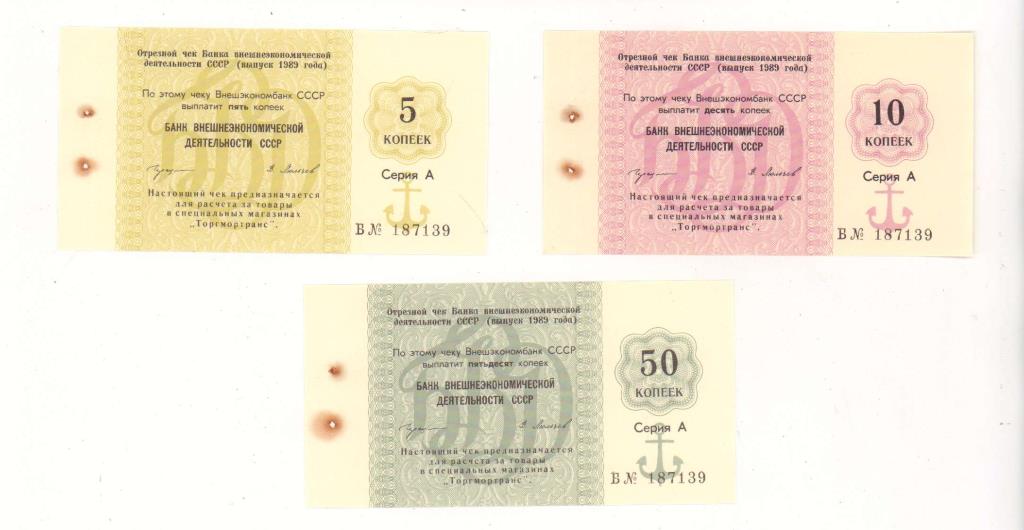 Отрезной чек Банка внешнеэкономической
деятельности СССР (выпуск 1989 года)
По этому чеку Внешэкономбанк СССР
выплатит пять копеек
БАНК ВНЕШНЕЭКОНОМИЧЕСКОЙ
ДЕЯТЕЛЬНОСТИ СССР
Настоящий чек предназначается
для расчета за товары
в специальных магазинах
„Торгмортранс".
5
КОПЕЕК
Серия А
Б № 187139
Отрезной чек Банка внешнеэкономической
деятельности СССР (выпуск 1989 года)
По этому чеку Внешэкономбанк СССР
выплатит десять копеек
БАНК ВНЕШНЕЭКОНОМИЧЕСКОЙ
ДЕЯТЕЛЬНОСТИ СССР
Настоящий чек предназначается
для расчета за товары
в специальных магазинах
„Торгмортранс".
10
КОПЕЕК
Серия А
Б № 187139
Отрезной чек Банка внешнеэкономической
деятельности СССР (выпуск 1989 года)
По этому чеку Внешэкономбанк СССР
выплатит пятьдесят копеек
БАНК ВНЕШНЕЭКОНОМИЧЕСКОЙ
ДЕЯТЕЛЬНОСТИ СССР
Настоящий чек предназначается
для расчета за товары
в специальных магазинах
„Торгмортранс".
50
КОПЕЕК
Серия А
Б № 187139